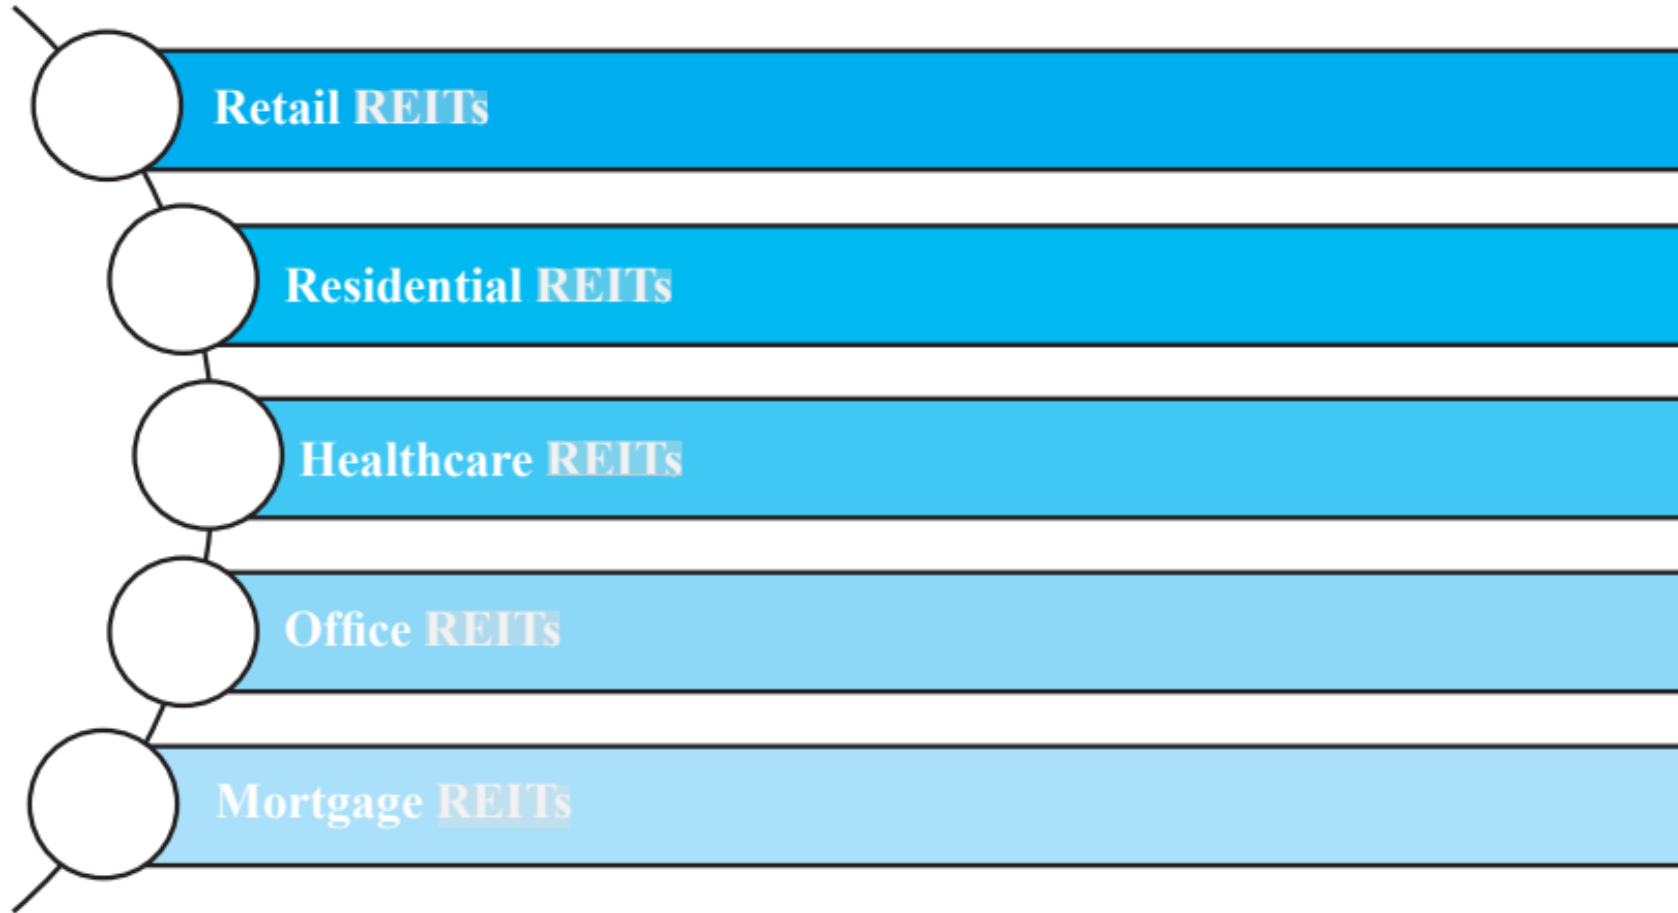 Retail REITs
Residential REITs
Healthcare REITs
Office REITs
Mortgage REITs